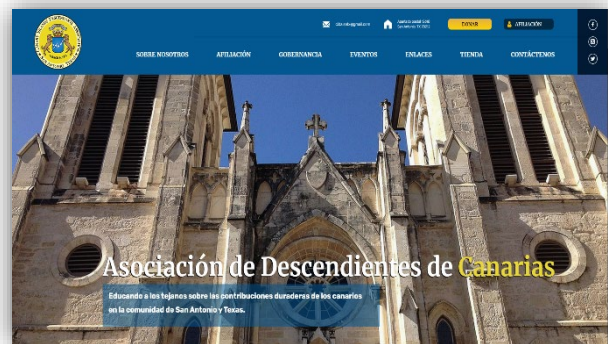 DONAR
AFILIACIÓN
SOBRE NOSOTROS
AFILIACIÓN
GOBERNANCIA
EVENTOS
ENLACES
TIENDA
CONTÁCTENOS
Asociación de Descendientes de Canarias
Educando a los tejanos sobre las contribuciones duraderas de los canarios
en la comunidad de San Antonio y Texas.